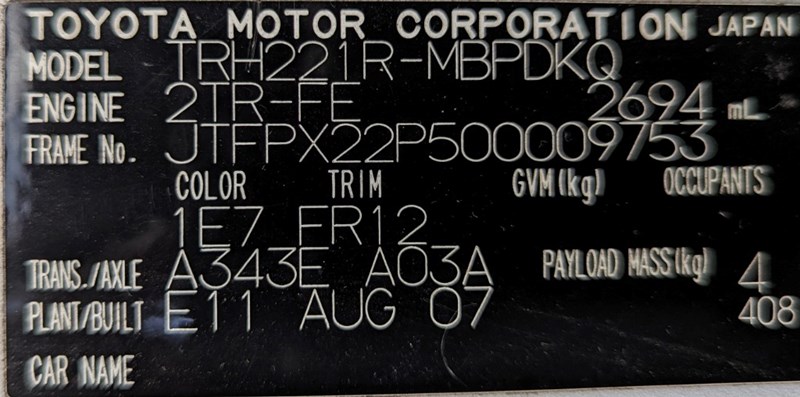 TOYOTA MOTOR CORPORATION JAPAN
MODEL TRH221R-MBPDKQ
ENGINE 2TR-FE 2694 mL
FRAME No. JTFPX22P500009753
COLOR TRIM GVM(kg) OCCUPANTS
1E7 FR12
TRANS./AXLE A343E A03A PAYLOAD MASS(kg) 4
PLANT/BUILT E11 AUG 07 408
CAR NAME